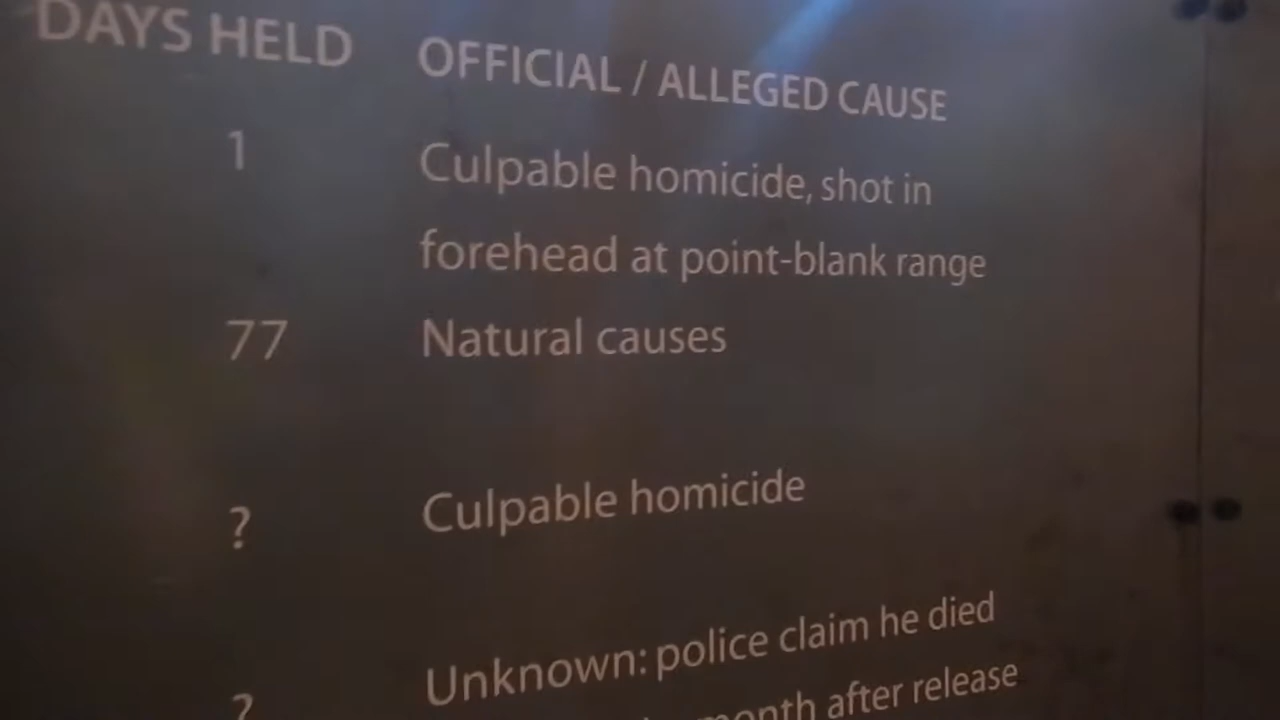 DAYS HELD OFFICIAL / ALLEGED CAUSE
1 Culpable homicide, shot in
forehead at point-blank range
77 Natural causes
? Culpable homicide
? Unknown: police claim he died
month after release